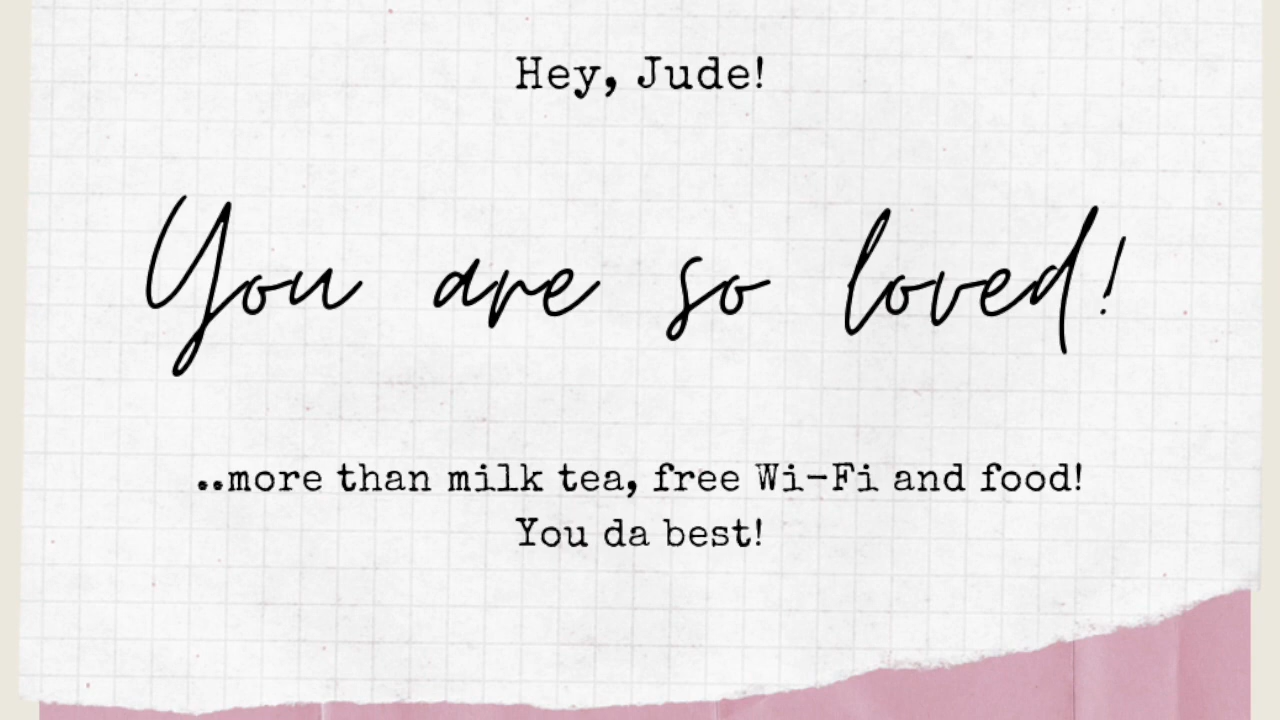 Hey, Jude!
You are so loved!
..more than milk tea, free Wi-Fi and food!
You da best!